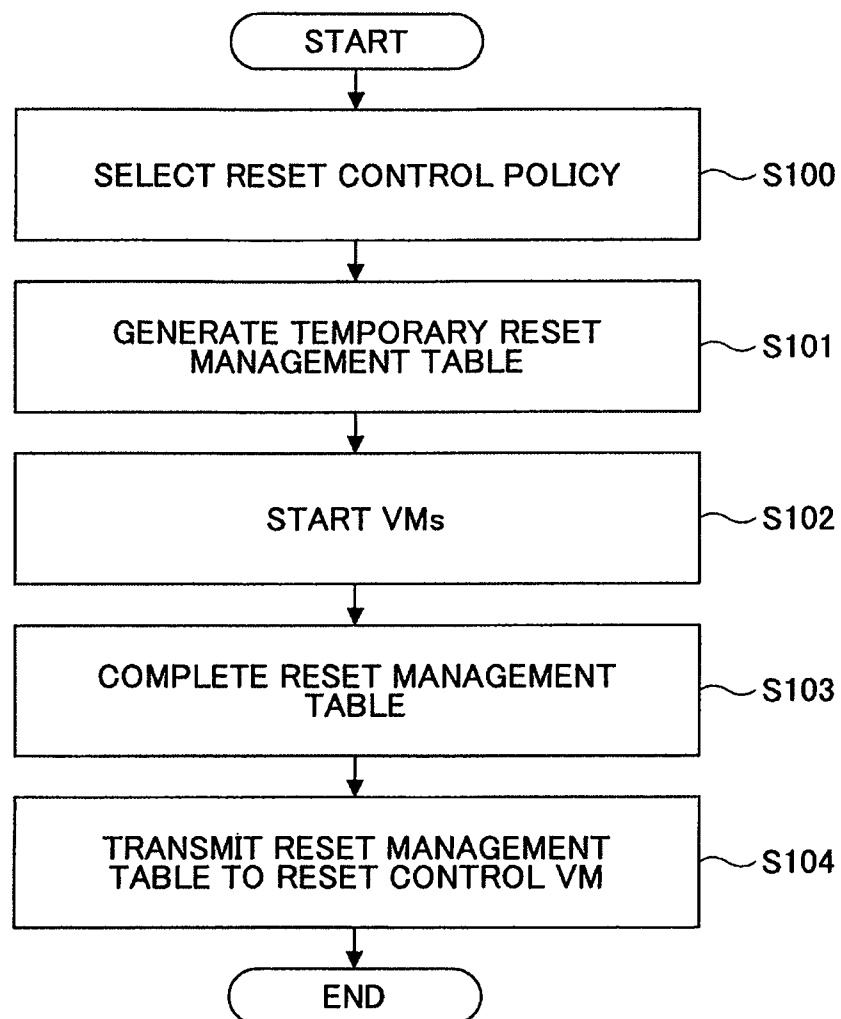 START
SELECT RESET CONTROL POLICY
S100
GENERATE TEMPORARY RESET
MANAGEMENT TABLE
S101
START VMs
S102
COMPLETE RESET MANAGEMENT
TABLE
S103
TRANSMIT RESET MANAGEMENT
TABLE TO RESET CONTROL VM
S104
END